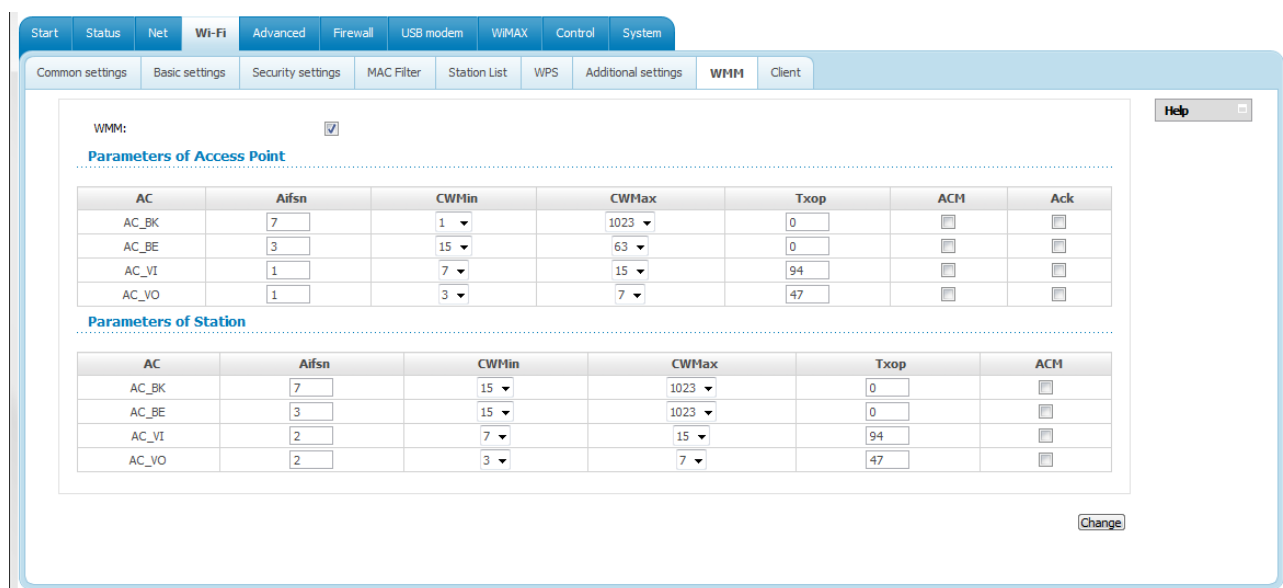 Start Status Net Wi-Fi Advanced Firewall USB modem WiMAX Control System
Common settings Basic settings Security settings MAC Filter Station List WPS Additional settings WMM Client
Help
WMM:
Parameters of Access Point
AC Aifsn CWMin CWMax Txop ACM Ack
AC_BK 7 1 1023 0
AC_BE 3 15 63 0
AC_VI 1 7 15 94
AC_VO 1 3 7 47
Parameters of Station
AC Aifsn CWMin CWMax Txop ACM
AC_BK 7 15 1023 0
AC_BE 3 15 1023 0
AC_VI 2 7 15 94
AC_VO 2 3 7 47
Change